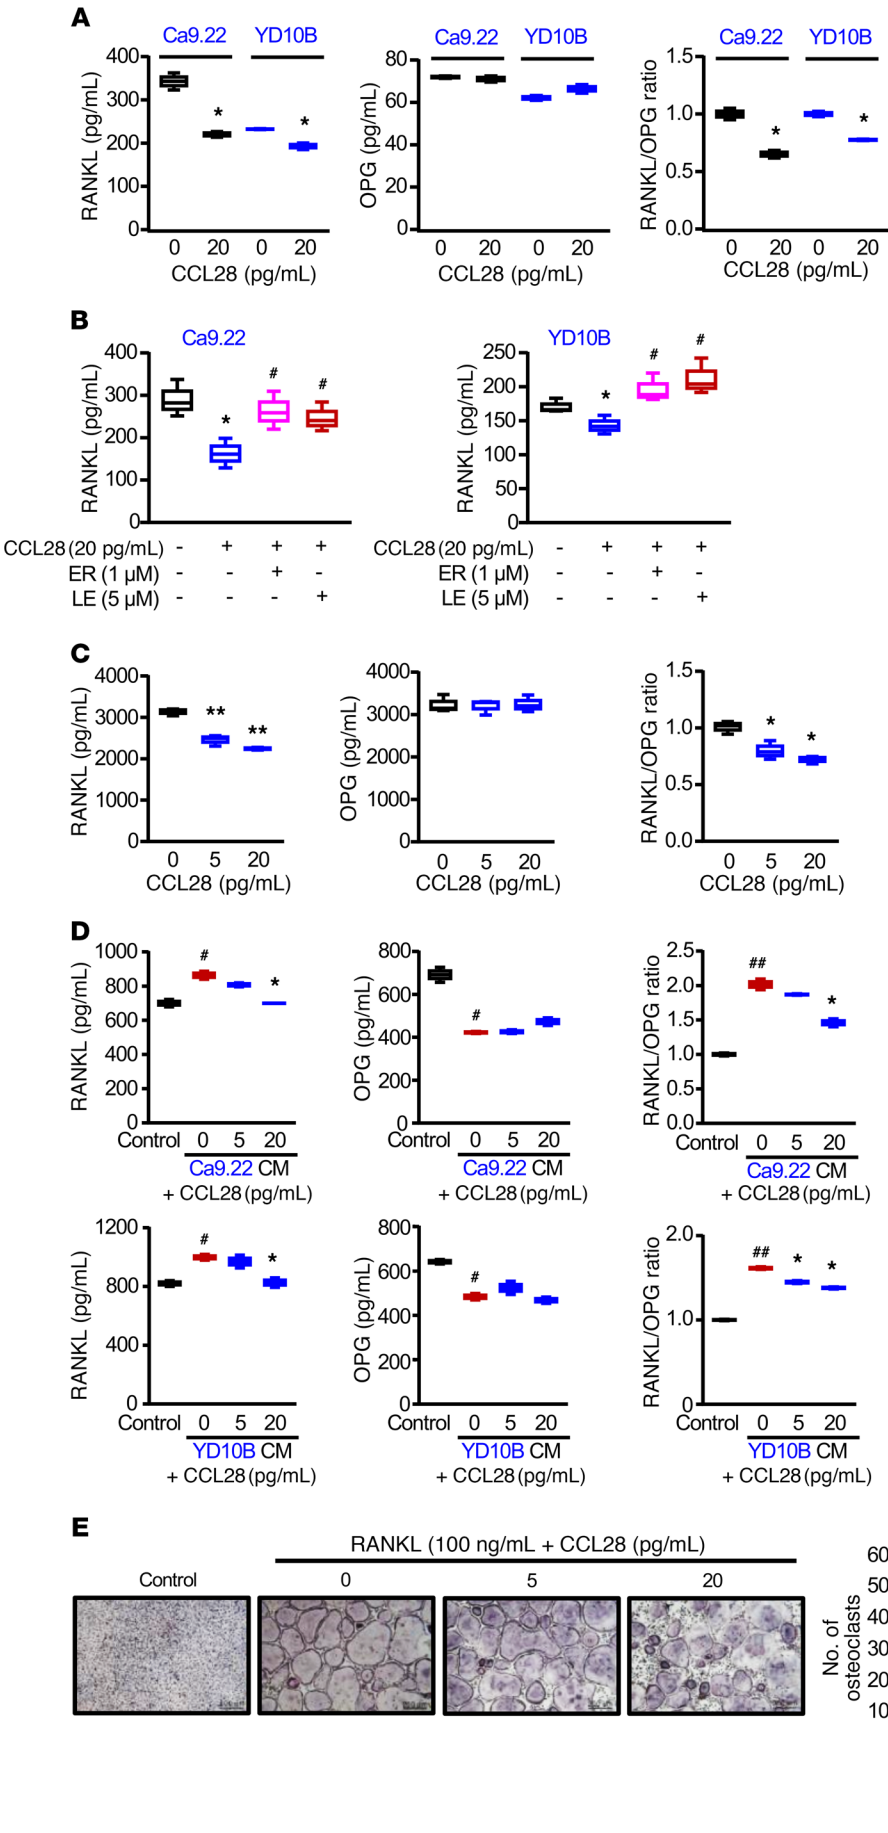 A
Ca9.22 YD10B
400
300
200
100
0
RANKL (pg/mL)
* *
0 20 0 20
CCL28 (pg/mL)
Ca9.22 YD10B
80
60
40
20
0
OPG (pg/mL)
0 20 0 20
CCL28 (pg/mL)
Ca9.22 YD10B
1.5
1.0
0.5
0.0
RANKL/OPG ratio
* *
0 20 0 20
CCL28 (pg/mL)
B
Ca9.22
400
300
200
100
0
RANKL (pg/mL)
* # #
CCL28 (20 pg/mL) - + + +
ER (1 µM) - - + -
LE (5 µM) - - - +
YD10B
250
200
150
100
50
0
RANKL (pg/mL)
* # #
CCL28 (20 pg/mL) - + + +
ER (1 µM) - - + -
LE (5 µM) - - - +
C
4000
3000
2000
1000
0
RANKL (pg/mL)
** **
0 5 20
CCL28 (pg/mL)
4000
3000
2000
1000
0
OPG (pg/mL)
0 5 20
CCL28 (pg/mL)
1.5
1.0
0.5
0.0
RANKL/OPG ratio
* *
0 5 20
CCL28 (pg/mL)
D
1000
800
600
400
200
0
RANKL (pg/mL)
# *
Control 0 5 20
Ca9.22 CM
+ CCL28 (pg/mL)
800
600
400
200
0
OPG (pg/mL)
#
Control 0 5 20
Ca9.22 CM
+ CCL28 (pg/mL)
2.5
2.0
1.5
1.0
0.5
0.0
RANKL/OPG ratio
## *
Control 0 5 20
Ca9.22 CM
+ CCL28 (pg/mL)
1200
800
400
0
RANKL (pg/mL)
# *
Control 0 5 20
YD10B CM
+ CCL28 (pg/mL)
800
600
400
200
0
OPG (pg/mL)
#
Control 0 5 20
YD10B CM
+ CCL28 (pg/mL)
2.0
1.0
0
RANKL/OPG ratio
## * *
Control 0 5 20
YD10B CM
+ CCL28 (pg/mL)
E
RANKL (100 ng/mL + CCL28 (pg/mL)
Control 0 5 20
No. of
osteoclasts
60
50
40
30
20
10